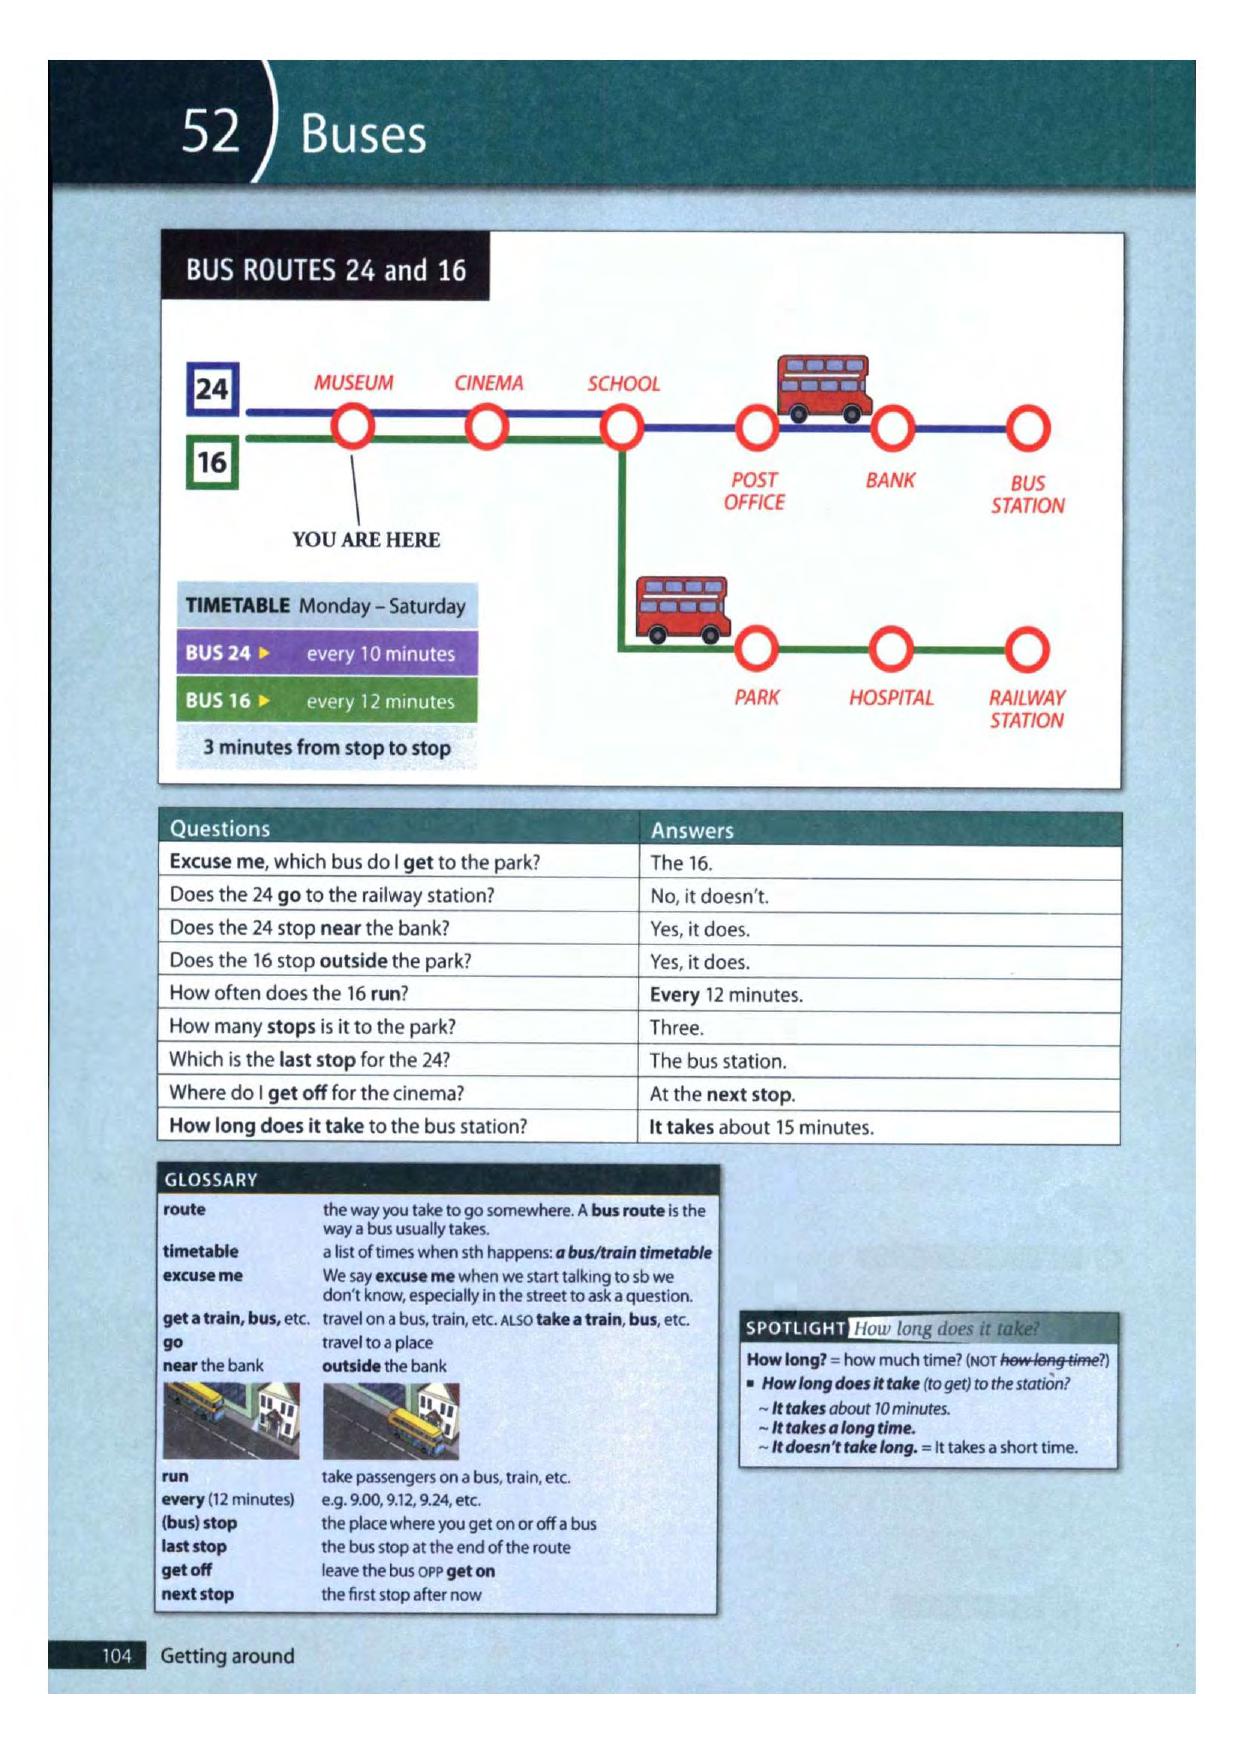 52 Buses
BUS ROUTES 24 and 16
24
MUSEUM CINEMA SCHOOL
16
POST OFFICE
BANK
BUS STATION
YOU ARE HERE
TIMETABLE Monday – Saturday
BUS 24 ► every 10 minutes
BUS 16 ► every 12 minutes
3 minutes from stop to stop
PARK
HOSPITAL
RAILWAY STATION
Questions Answers
Excuse me, which bus do I get to the park? The 16.
Does the 24 go to the railway station? No, it doesn't.
Does the 24 stop near the bank? Yes, it does.
Does the 16 stop outside the park? Yes, it does.
How often does the 16 run? Every 12 minutes.
How many stops is it to the park? Three.
Which is the last stop for the 24? The bus station.
Where do I get off for the cinema? At the next stop.
How long does it take to the bus station? It takes about 15 minutes.
GLOSSARY
route the way you take to go somewhere. A bus route is the
way a bus usually takes.
timetable a list of times when sth happens: a bus/train timetable
excuse me We say excuse me when we start talking to sb we
don't know, especially in the street to ask a question.
get a train, bus, etc. travel on a bus, train, etc. ALSO take a train, bus, etc.
go travel to a place
near the bank outside the bank
run take passengers on a bus, train, etc.
every (12 minutes) e.g. 9.00, 9.12, 9.24, etc.
(bus) stop the place where you get on or off a bus
last stop the bus stop at the end of the route
get off leave the bus OPP get on
next stop the first stop after now
SPOTLIGHT How long does it take?
How long? = how much time? (NOT how long time?)
▪ How long does it take (to get) to the station?
~ It takes about 10 minutes.
~ It takes a long time.
~ It doesn't take long. = It takes a short time.
104 Getting around